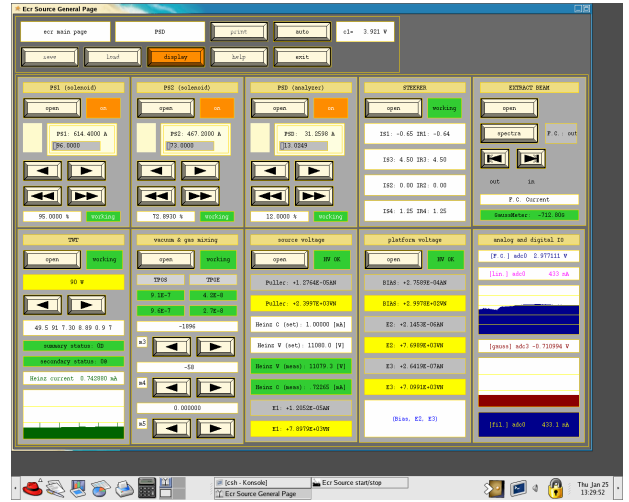 Ecr Source General Page
ecr main page
PSD
print
auto
cl= 3 921 W
save
load
display
help
exit
PS1 (solenoid)
open
on
PS1: 614.4000 A
96.0000
95.0000 %
working
PS2 (solenoid)
open
on
PS2: 467.2000 A
73.0000
72.8930 %
working
PSD (analyzer)
open
on
PSD: 31.2598 A
13.0249
12.0000 %
working
STEERER
open
working
IS1: -0.65 IR1: -0.64
IS3: 4.50 IR3: 4.50
IS2: 0.00 IR2: 0.00
IS4: 1.25 IR4: 1.25
EXTRACT BEAM
open
spectra
F.C.: out
out
in
F.C. Current
GaussMeter: -712.808
TWT
open
working
90 W
49.5 91 7.30 8.89 0.9 7
summary status: 0D
secondary status: D8
Heinz current 0.742880 mA
vacuum & gas mixing
open
working
TPOS
TPGE
9.1E-7
4.2E-8
9.6E-7
2.7E-8
-1896
m3
-58
m4
0.000000
m5
source voltage
open
HV OK
Puller: +1.2764E-05AN
Puller: +2.3997E+03VN
Heinz C (set): 1.00000 [mA]
Heinz V (set): 11080.0 [V]
Heinz V (meas): 11079.3 [V]
Heinz C (meas): 72265 [mA]
E1: +1.2052E-05AN
E1: +7.8979E+03VN
platform voltage
open
HV OK
BIAS: +2.7589E-04AN
BIAS: +2.9978E+02VN
E2: +2.1453E-06AN
E2: +7.6989E+03VN
E3: +2.6419E-07AN
E3: +7.0991E+03VN
(Bias, E2, E3)
analog and digital IO
[F.C.] adc0 2.977111 V
[lin.] adc0 433 nA
[gauss] adc3 -0.710994 V
[fil.] adc0 433.1 nA
[csh - Konsole]
Ecr Source start/stop
Ecr Source General Page
Thu Jan 25
13:29:52